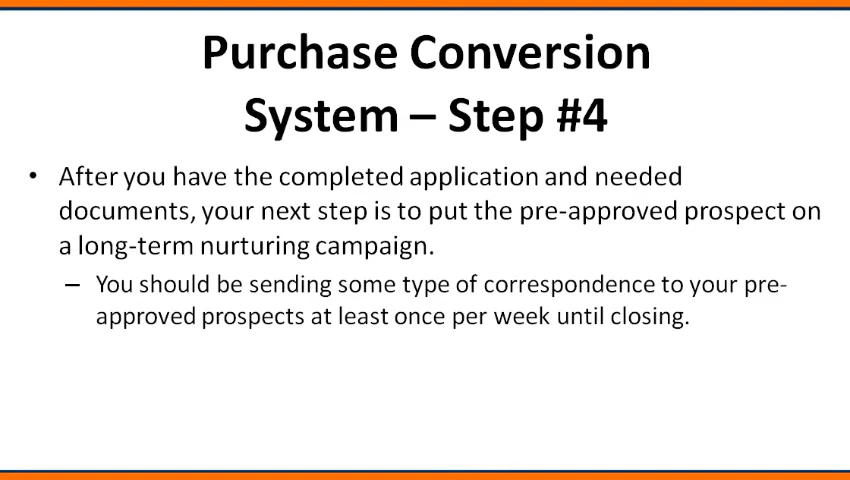 Purchase Conversion
System – Step #4
• After you have the completed application and needed
documents, your next step is to put the pre-approved prospect on
a long-term nurturing campaign.
– You should be sending some type of correspondence to your pre-
approved prospects at least once per week until closing.